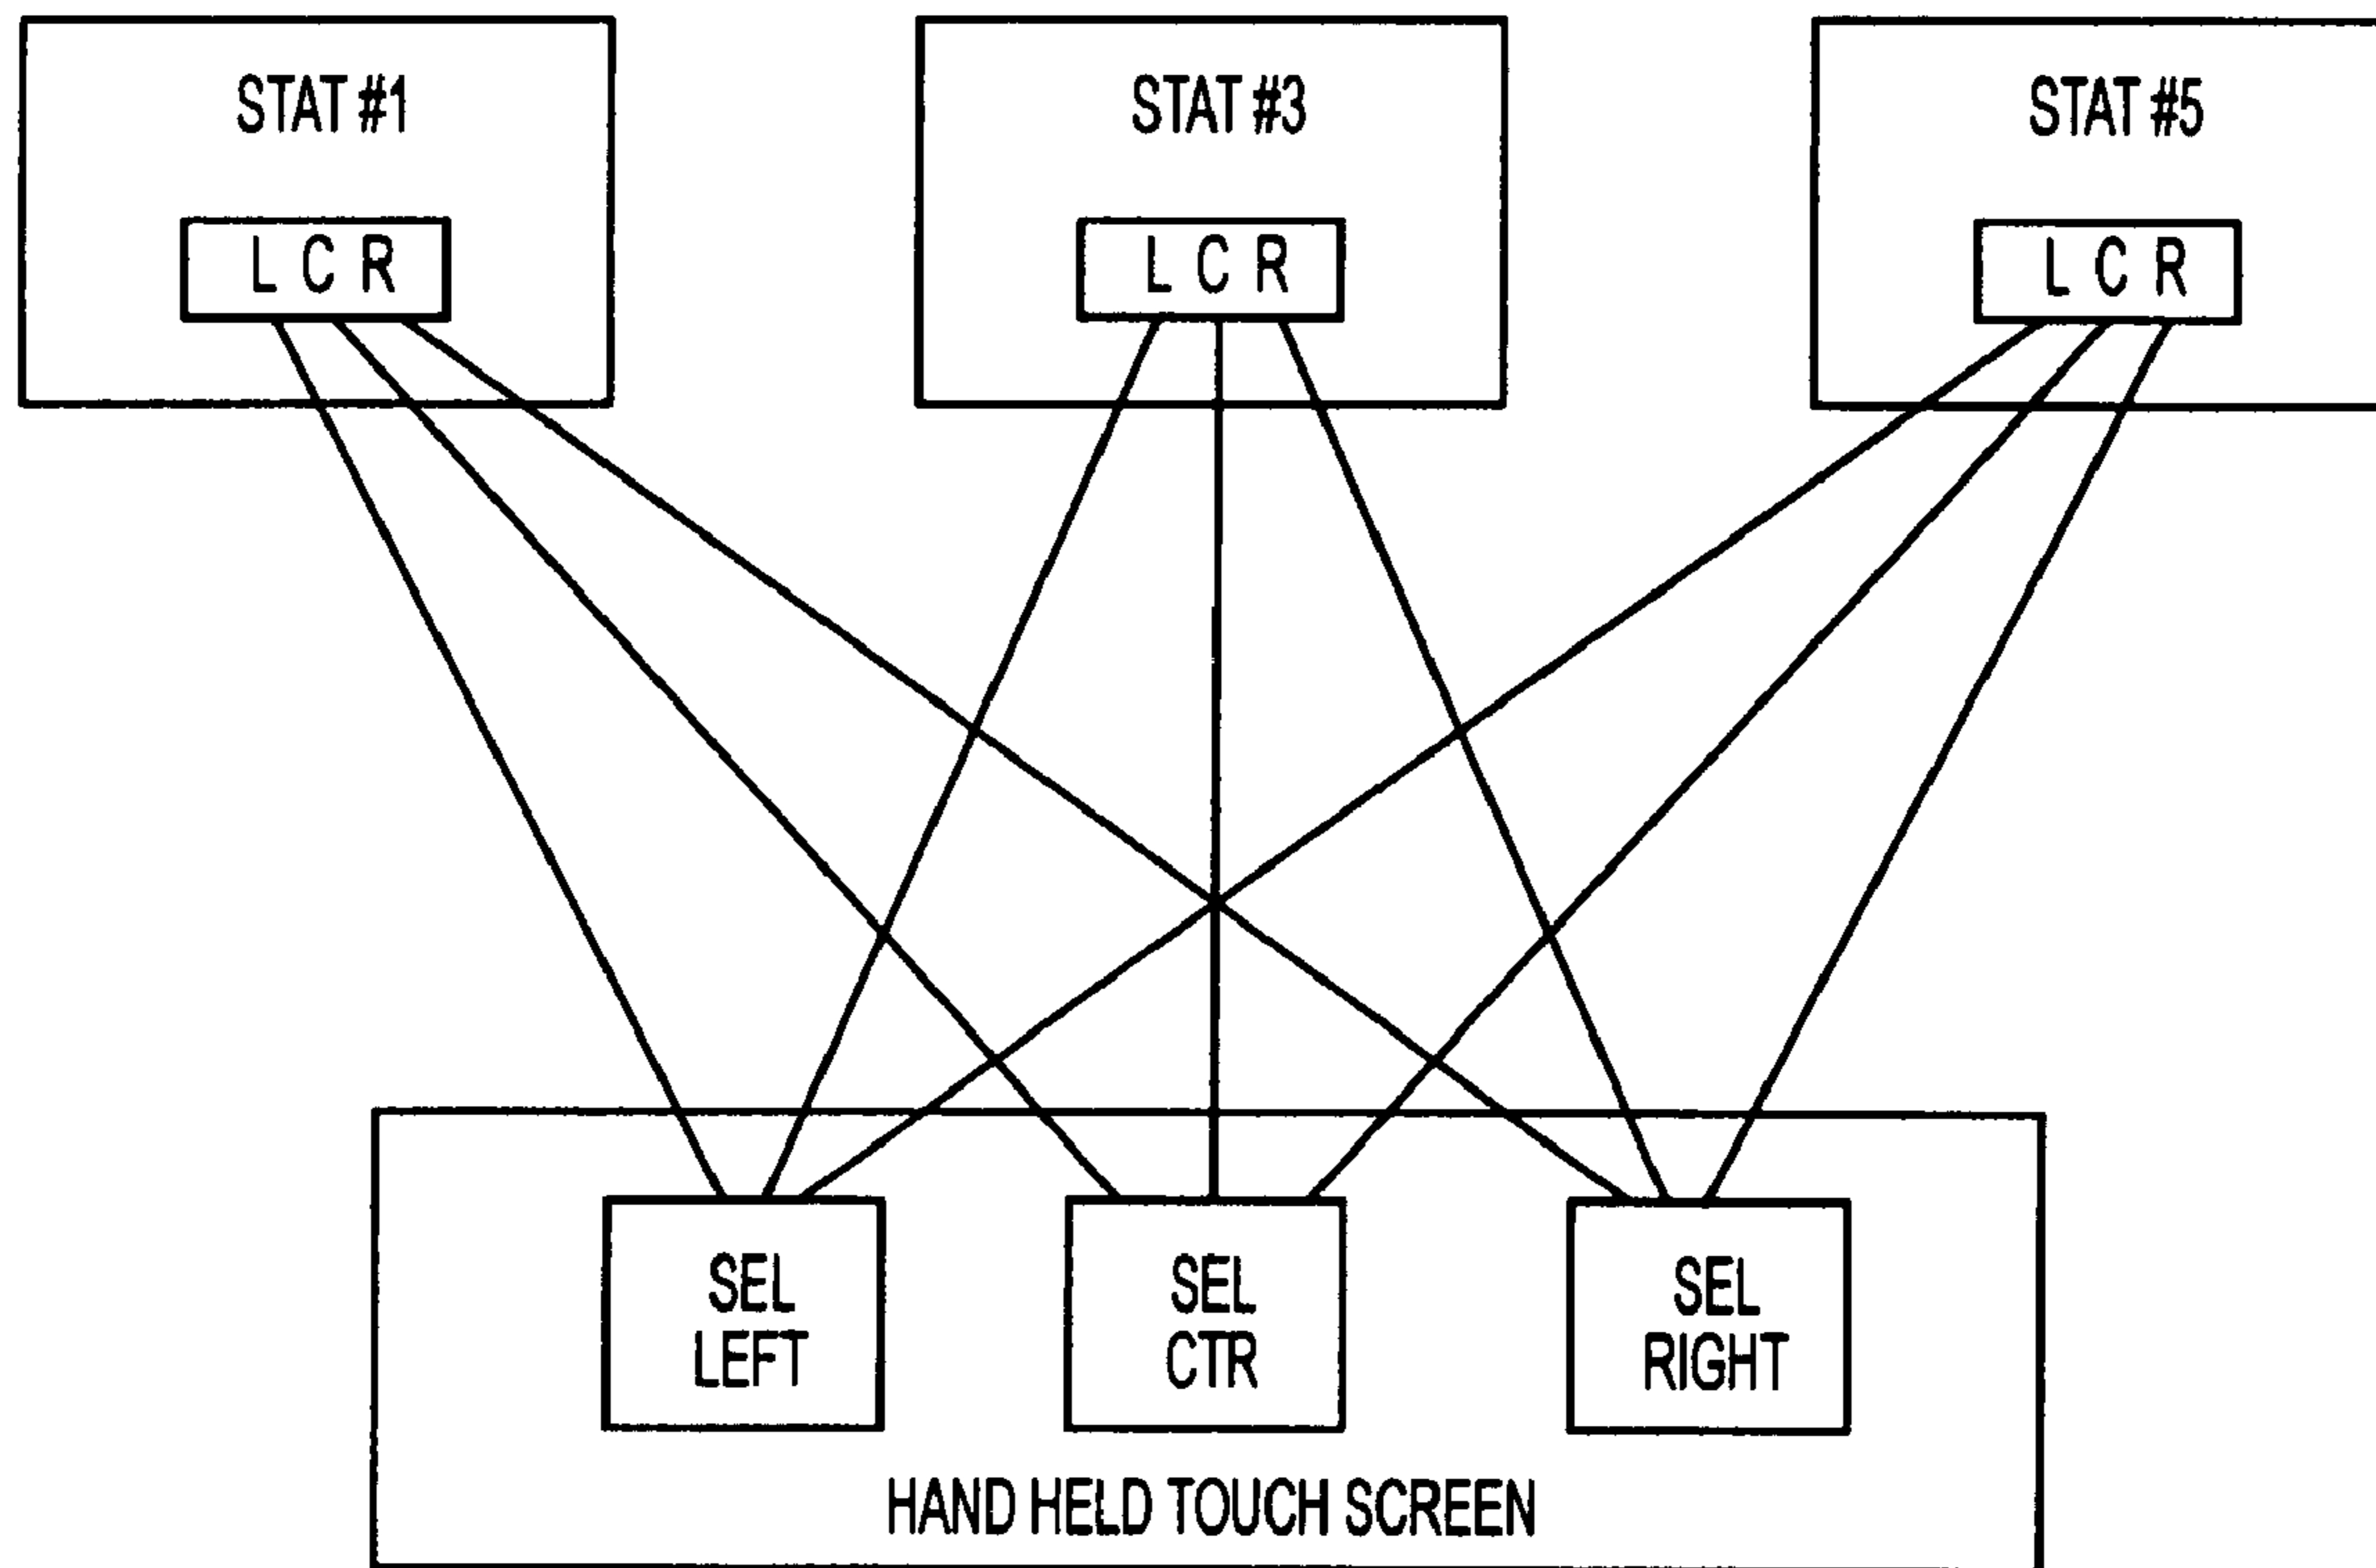 STAT #1
STAT #3
STAT #5
L C R
L C R
L C R
SEL
LEFT
SEL
CTR
SEL
RIGHT
HAND HELD TOUCH SCREEN